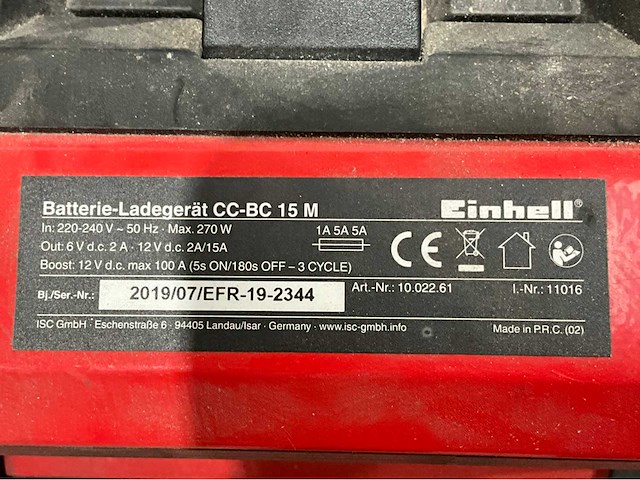 Batterie-Ladegerät CC-BC 15 M
Einhell®
In: 220-240 V ~ 50 Hz · Max. 270 W
1A 5A 5A
Out: 6 V d.c. 2 A · 12 V d.c. 2A/15A
CE
Boost: 12 V d.c. max 100 A (5s ON/180s OFF – 3 CYCLE)
Bj./Ser.-Nr.: 2019/07/EFR-19-2344
Art.-Nr.: 10.022.61
I.-Nr.: 11016
ISC GmbH · Eschenstraße 6 · 94405 Landau/Isar · Germany · www.isc-gmbh.info
Made in P.R.C. (02)